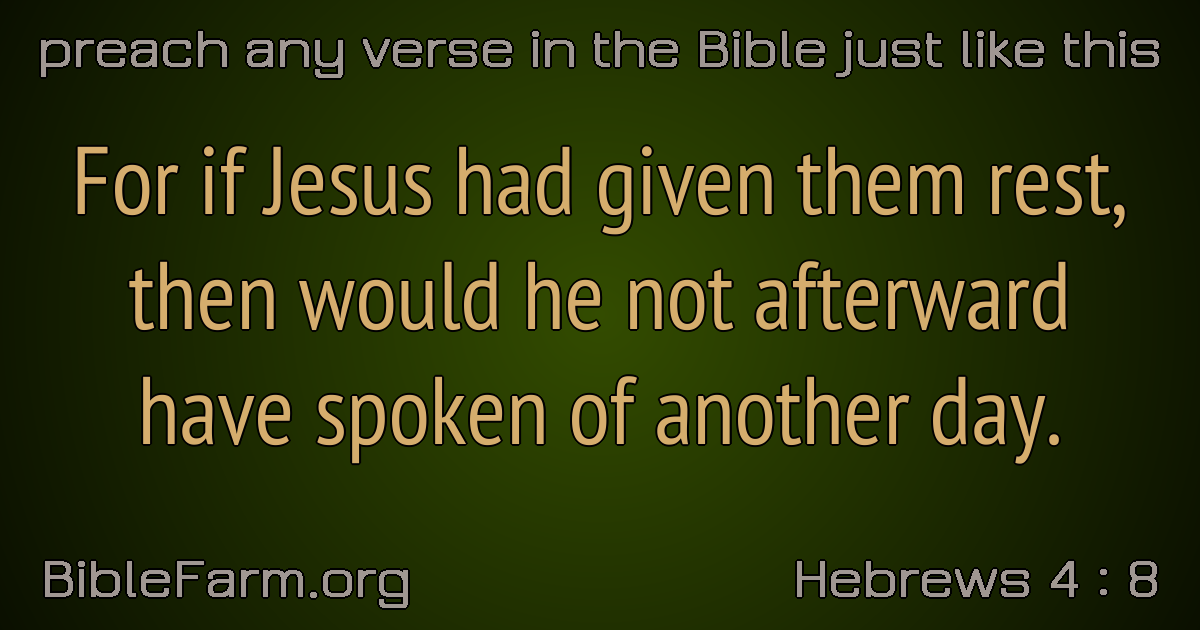 preach any verse in the Bible just like this
For if Jesus had given them rest,
then would he not afterward
have spoken of another day.
BibleFarm.org
Hebrews 4 : 8